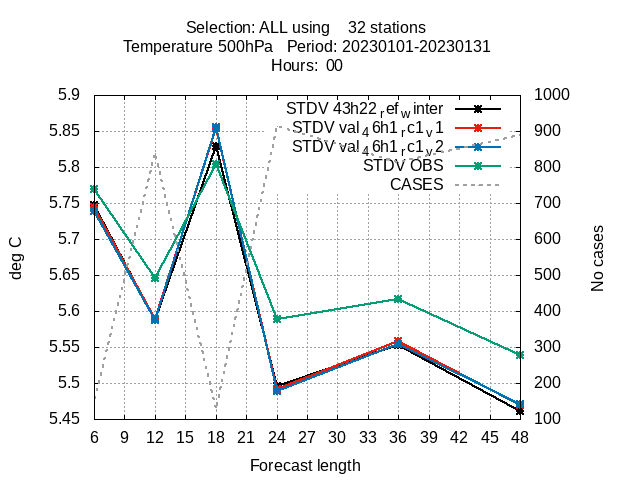 Selection: ALL using 32 stations
Temperature 500hPa Period: 20230101-20230131
Hours: 00
5.9
5.85
5.8
5.75
5.7
5.65
5.6
5.55
5.5
5.45
1000
900
800
700
600
500
400
300
200
100
deg C
No cases
STDV 43h22refwinter
STDV val46h1rc1v1
STDV val46h1rc1v2
STDV OBS
CASES
6 9 12 15 18 21 24 27 30 33 36 39 42 45 48
Forecast length